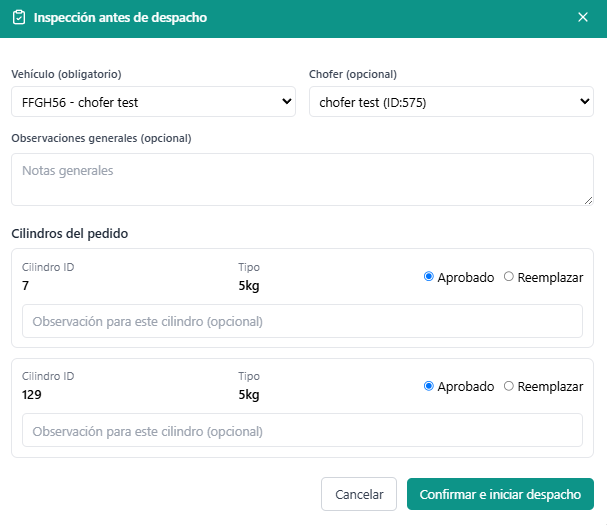 Inspección antes de despacho
Vehículo (obligatorio)
Chofer (opcional)
FFGH56 - chofer test
chofer test (ID:575)
Observaciones generales (opcional)
Notas generales
Cilindros del pedido
Cilindro ID
Tipo
7
5kg
Aprobado
Reemplazar
Observación para este cilindro (opcional)
Cilindro ID
Tipo
129
5kg
Aprobado
Reemplazar
Observación para este cilindro (opcional)
Cancelar
Confirmar e iniciar despacho